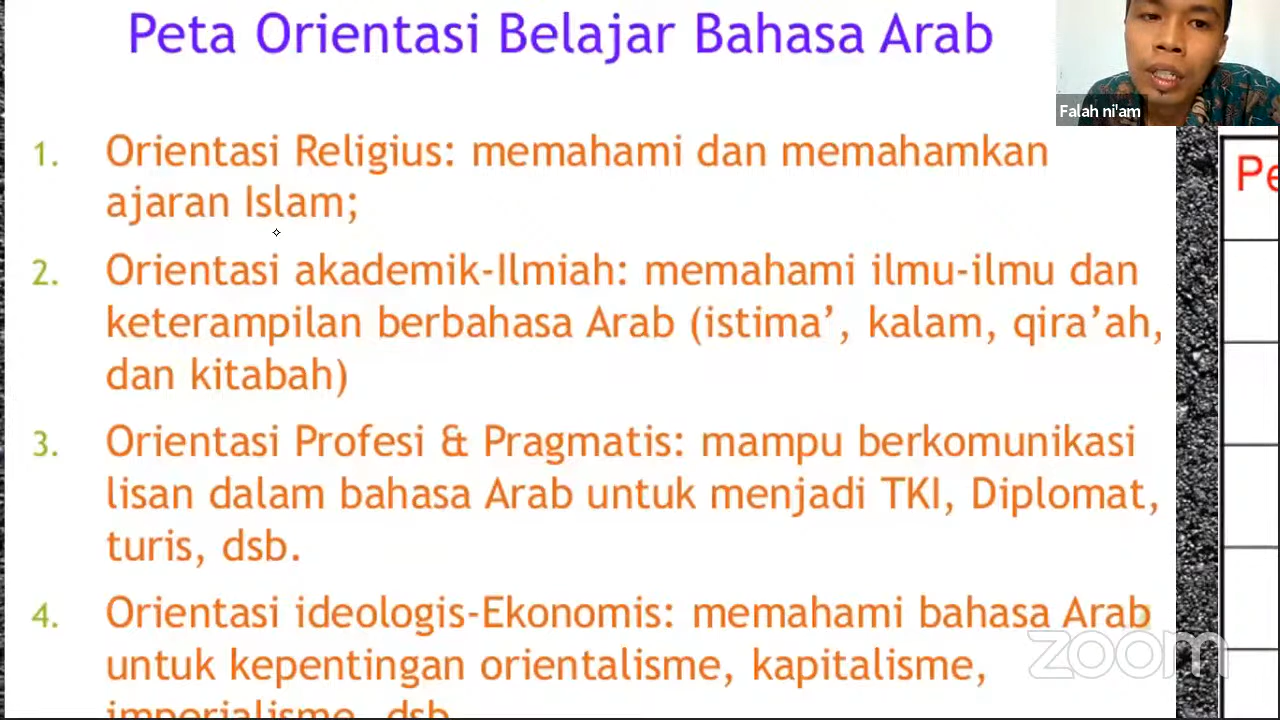 Peta Orientasi Belajar Bahasa Arab
Falah ni'am
1. Orientasi Religius: memahami dan memahamkan
ajaran Islam;
2. Orientasi akademik-Ilmiah: memahami ilmu-ilmu dan
keterampilan berbahasa Arab (istima’, kalam, qira’ah,
dan kitabah)
3. Orientasi Profesi & Pragmatis: mampu berkomunikasi
lisan dalam bahasa Arab untuk menjadi TKI, Diplomat,
turis, dsb.
4. Orientasi ideologis-Ekonomis: memahami bahasa Arab
untuk kepentingan orientalisme, kapitalisme,
imperialisme, dsb.
Pe
zoom